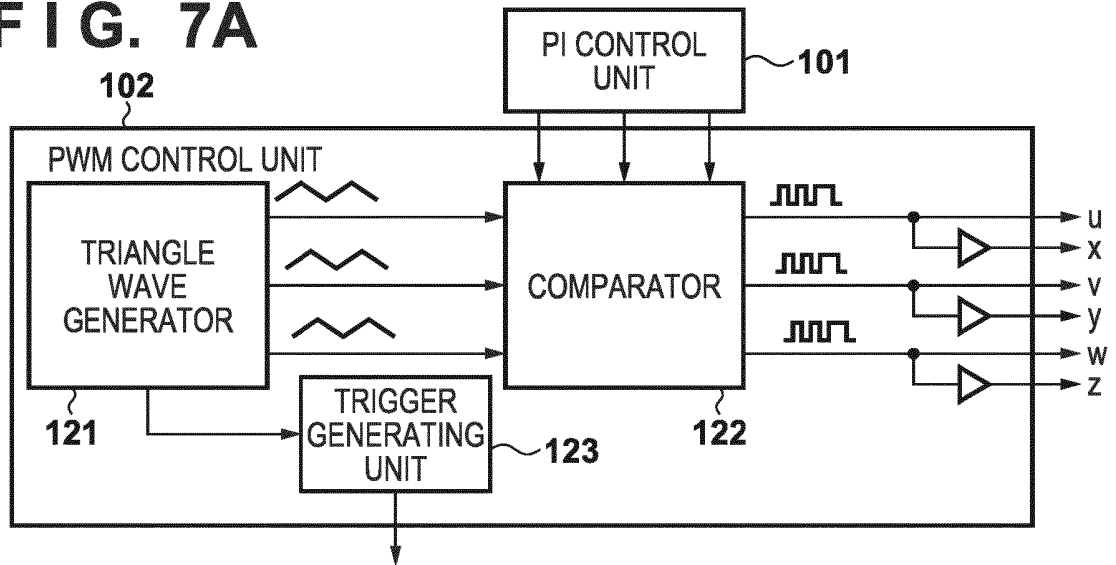 FIG. 7A
PI CONTROL
UNIT
101
102
PWM CONTROL UNIT
TRIANGLE
WAVE
GENERATOR
COMPARATOR
u
x
v
y
w
z
121
TRIGGER
GENERATING
UNIT
123
122